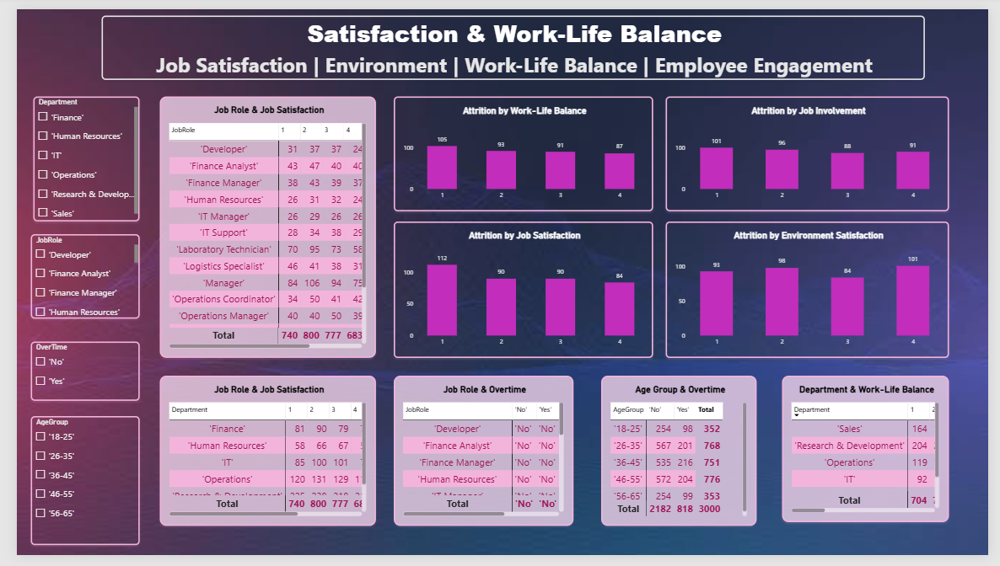 Satisfaction & Work-Life Balance
Job Satisfaction | Environment | Work-Life Balance | Employee Engagement
Department
'Finance'
'Human Resources'
'IT'
'Operations'
'Research & Develop...
'Sales'
JobRole
'Developer'
'Finance Analyst'
'Finance Manager'
'Human Resources'
OverTime
'No'
'Yes'
AgeGroup
'18-25'
'26-35'
'36-45'
'46-55'
'56-65'
Job Role & Job Satisfaction
JobRole 1 2 3 4
'Developer' 31 37 37 24
'Finance Analyst' 43 47 40 40
'Finance Manager' 38 43 39 37
'Human Resources' 26 31 32 24
'IT Manager' 26 29 26 26
'IT Support' 28 34 38 29
'Laboratory Technician' 70 95 73 58
'Logistics Specialist' 46 41 38 31
'Manager' 84 106 94 75
'Operations Coordinator' 34 50 41 42
'Operations Manager' 40 40 50 39
Total 740 800 777 683
Attrition by Work-Life Balance
105 93 91 87
100
0
1 2 3 4
Attrition by Job Involvement
101 96 88 91
100
0
1 2 3 4
Attrition by Job Satisfaction
112 90 90 84
100
50
0
1 2 3 4
Attrition by Environment Satisfaction
93 98 84 101
100
50
0
1 2 3 4
Job Role & Job Satisfaction
Department 1 2 3 4
'Finance' 81 90 79
'Human Resources' 58 66 67
'IT' 85 100 101
'Operations' 120 131 129
Total 740 800 777 68
Job Role & Overtime
JobRole 'No' 'Yes'
'Developer' 'No' 'No'
'Finance Analyst' 'No' 'No'
'Finance Manager' 'No' 'No'
'Human Resources' 'No' 'No'
'IT Manager' 'No' 'No'
Total 'No' 'No'
Age Group & Overtime
AgeGroup 'No' 'Yes' Total
'18-25' 254 98 352
'26-35' 567 201 768
'36-45' 535 216 751
'46-55' 572 204 776
'56-65' 254 99 353
Total 2182 818 3000
Department & Work-Life Balance
Department 1
'Sales' 164
'Research & Development' 204
'Operations' 119
'IT' 92
Total 704